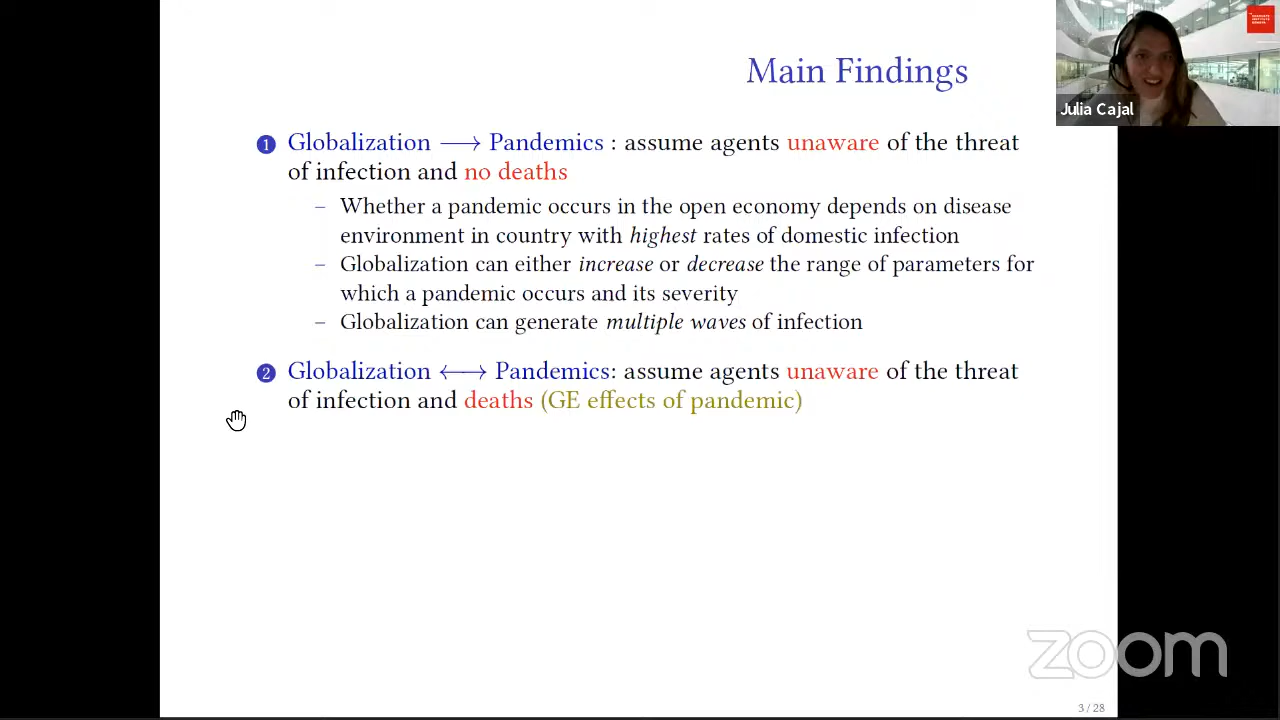 Main Findings
Julia Cajal
1 Globalization ⟶ Pandemics : assume agents unaware of the threat
of infection and no deaths
– Whether a pandemic occurs in the open economy depends on disease
environment in country with highest rates of domestic infection
– Globalization can either increase or decrease the range of parameters for
which a pandemic occurs and its severity
– Globalization can generate multiple waves of infection
2 Globalization ⟷ Pandemics: assume agents unaware of the threat
of infection and deaths (GE effects of pandemic)
zoom
3 / 28